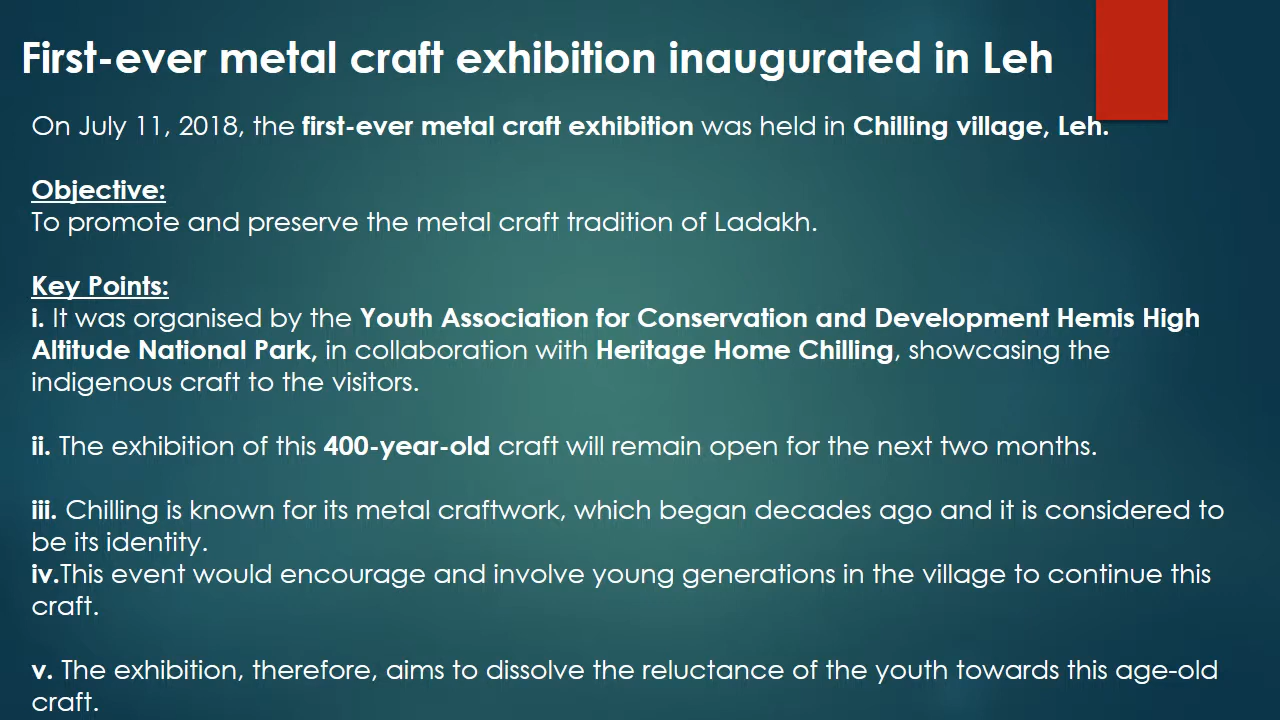 First-ever metal craft exhibition inaugurated in Leh
On July 11, 2018, the first-ever metal craft exhibition was held in Chilling village, Leh.
Objective:
To promote and preserve the metal craft tradition of Ladakh.
Key Points:
i. It was organised by the Youth Association for Conservation and Development Hemis High
Altitude National Park, in collaboration with Heritage Home Chilling, showcasing the
indigenous craft to the visitors.
ii. The exhibition of this 400-year-old craft will remain open for the next two months.
iii. Chilling is known for its metal craftwork, which began decades ago and it is considered to
be its identity.
iv.This event would encourage and involve young generations in the village to continue this
craft.
v. The exhibition, therefore, aims to dissolve the reluctance of the youth towards this age-old
craft.